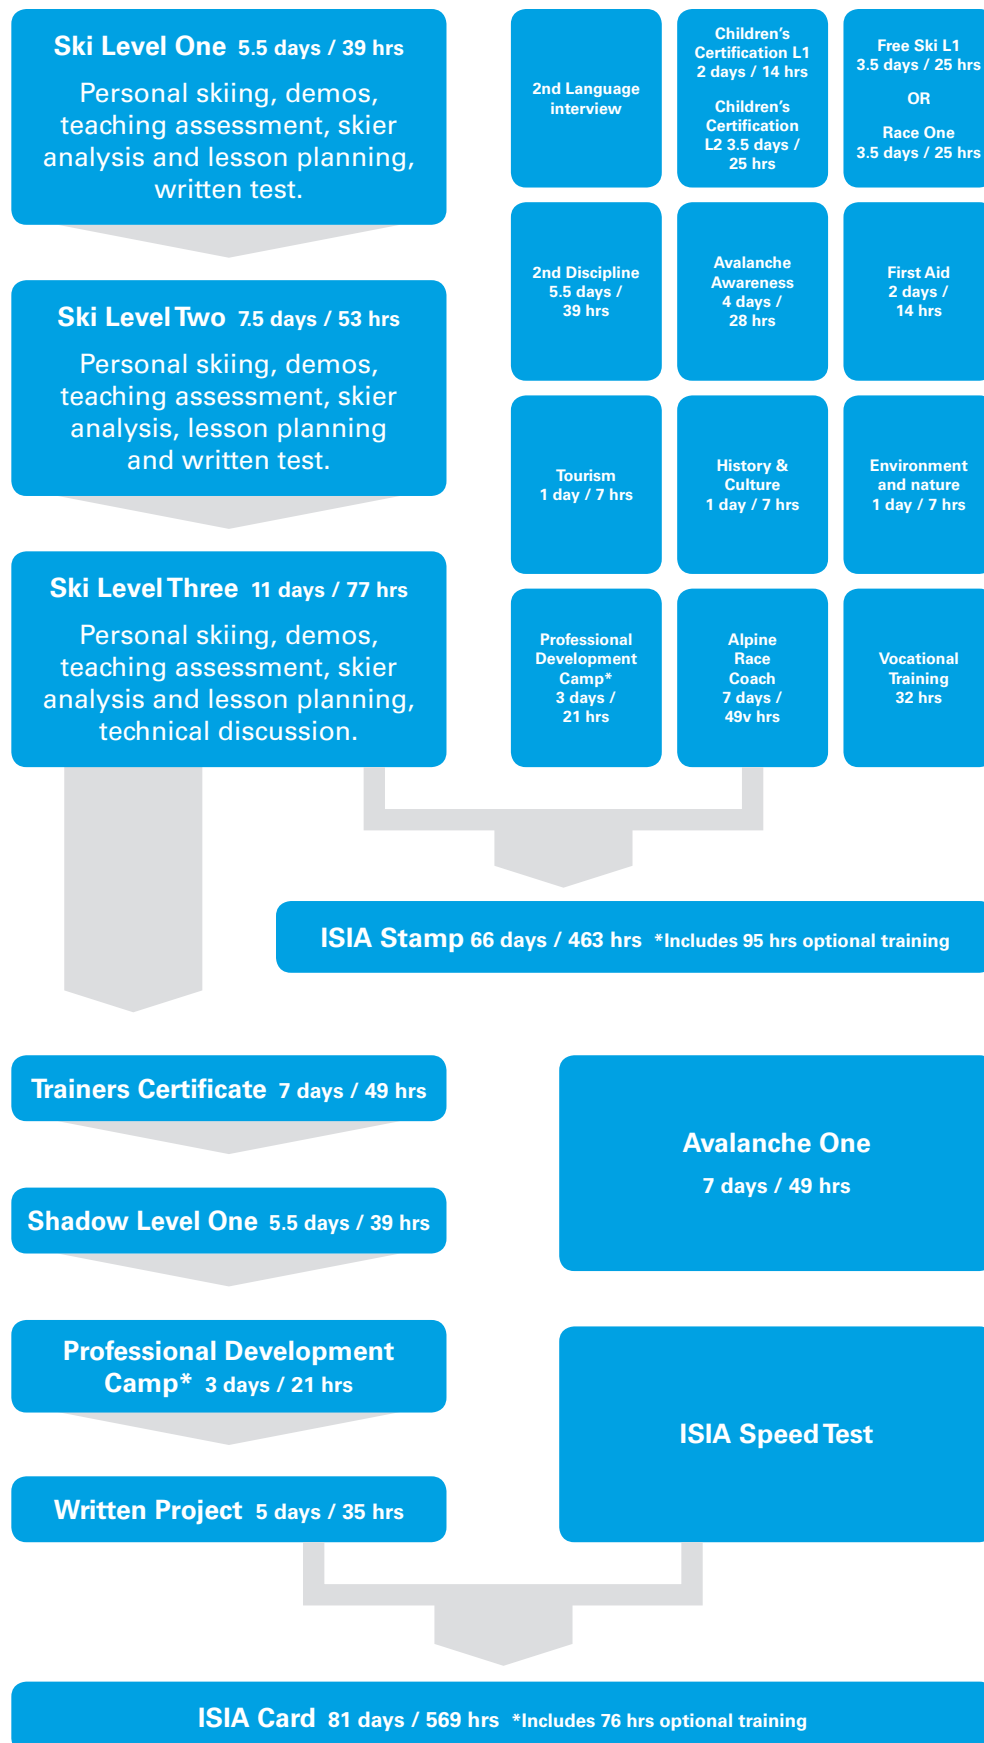 Ski Level One 5.5 days / 39 hrs
Personal skiing, demos,
teaching assessment, skier
analysis and lesson planning,
written test.
Ski Level Two 7.5 days / 53 hrs
Personal skiing, demos,
teaching assessment, skier
analysis, lesson planning
and written test.
Ski Level Three 11 days / 77 hrs
Personal skiing, demos,
teaching assessment, skier
analysis and lesson planning,
technical discussion.
2nd Language
interview
Children's
Certification L1
2 days / 14 hrs
Children's
Certification
L2 3.5 days /
25 hrs
Free Ski L1
3.5 days / 25 hrs
OR
Race One
3.5 days / 25 hrs
2nd Discipline
5.5 days /
39 hrs
Avalanche
Awareness
4 days /
28 hrs
First Aid
2 days /
14 hrs
Tourism
1 day / 7 hrs
History &
Culture
1 day / 7 hrs
Environment
and nature
1 day / 7 hrs
Professional
Development
Camp*
3 days /
21 hrs
Alpine
Race
Coach
7 days /
49v hrs
Vocational
Training
32 hrs
ISIA Stamp 66 days / 463 hrs *Includes 95 hrs optional training
Trainers Certificate 7 days / 49 hrs
Shadow Level One 5.5 days / 39 hrs
Professional Development
Camp* 3 days / 21 hrs
Written Project 5 days / 35 hrs
Avalanche One
7 days / 49 hrs
ISIA Speed Test
ISIA Card 81 days / 569 hrs *Includes 76 hrs optional training